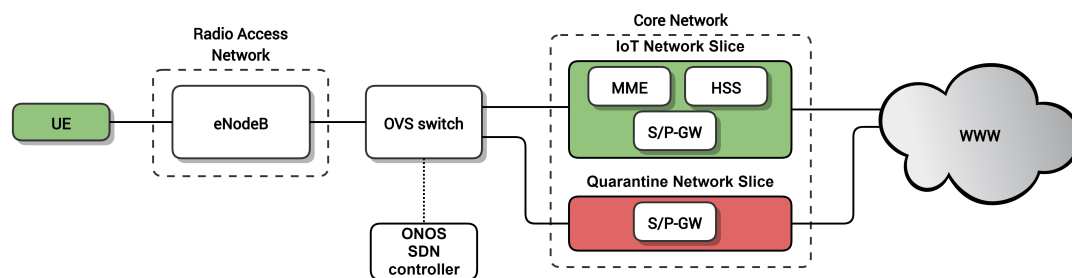 Radio Access
Network
UE
eNodeB
OVS switch
ONOS
SDN
controller
Core Network
IoT Network Slice
MME
HSS
S/P-GW
Quarantine Network Slice
S/P-GW
WWW